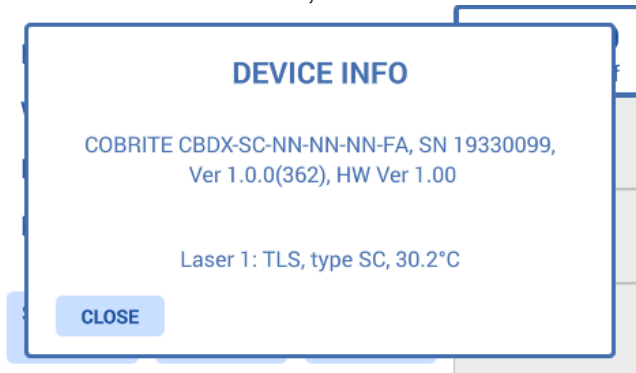 DEVICE INFO
COBRITE CBDX-SC-NN-NN-NN-FA, SN 19330099,
Ver 1.0.0(362), HW Ver 1.00
Laser 1: TLS, type SC, 30.2°C
CLOSE